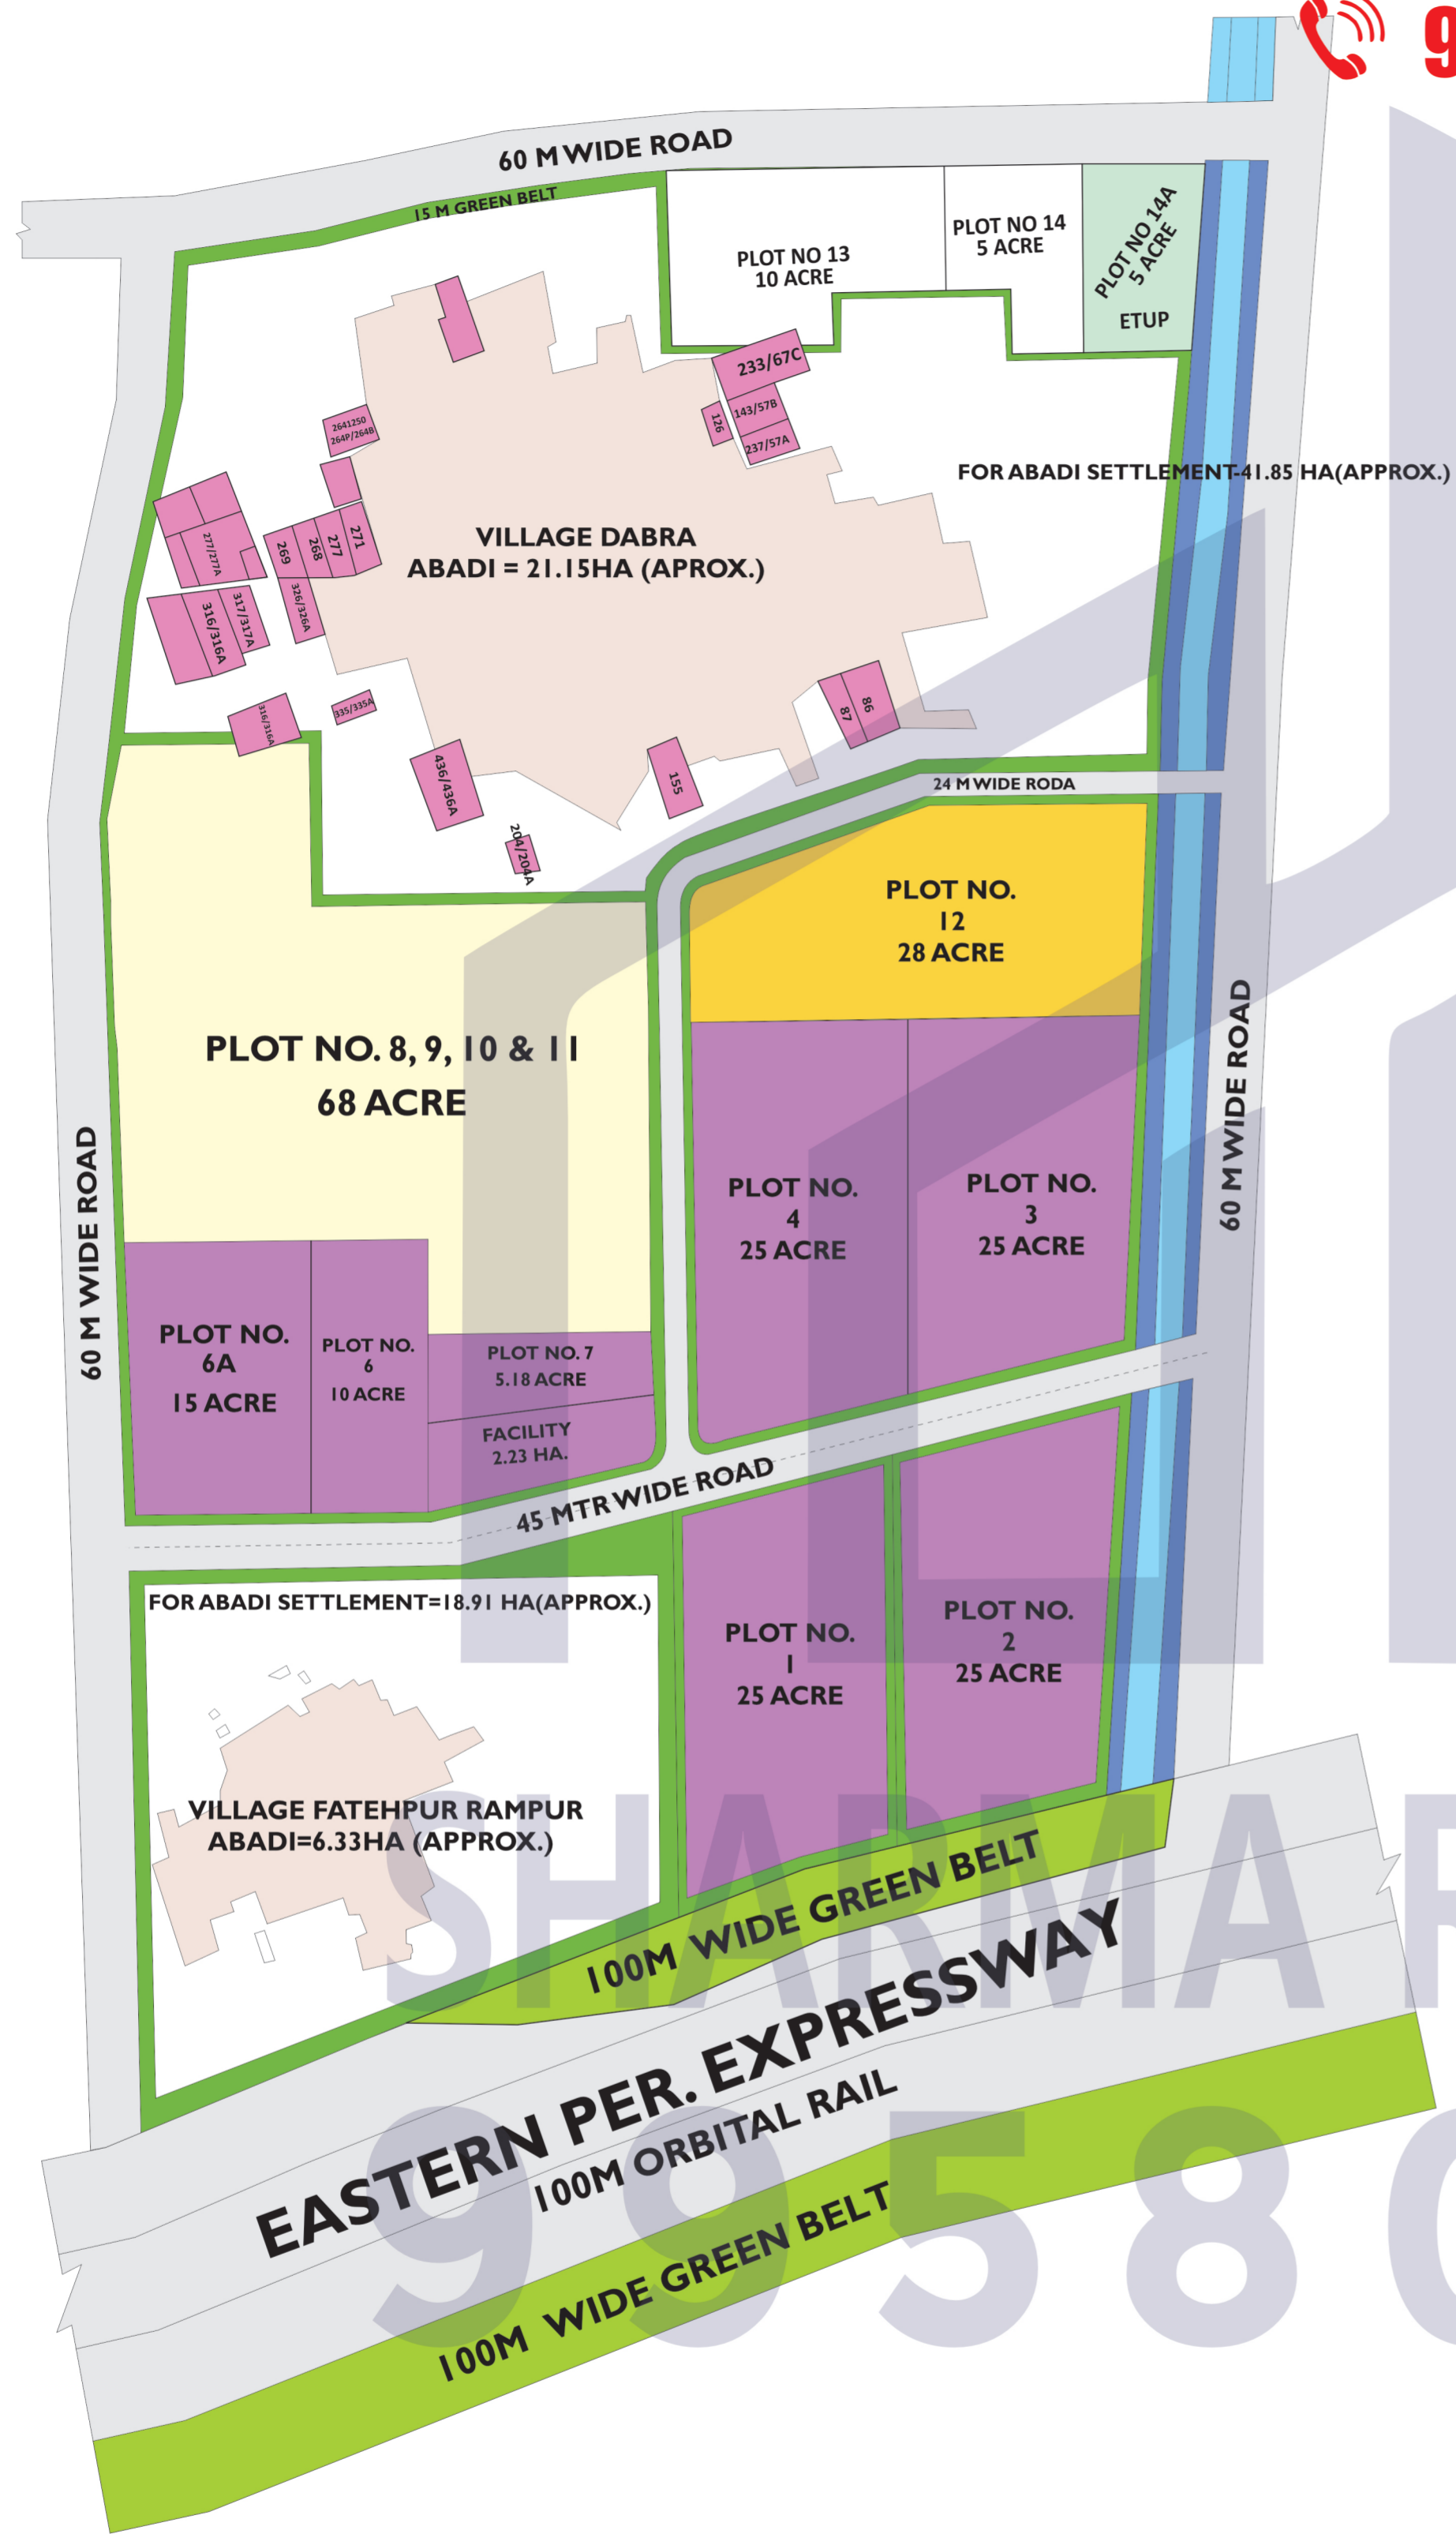 9
60 M WIDE ROAD
15 M GREEN BELT
PLOT NO 13
10 ACRE
PLOT NO 14
5 ACRE
PLOT NO 14A
5 ACRE
ETUP
233/67C
143/57B
237/57A
126
2641250
264P/264B
FOR ABADI SETTLEMENT-41.85 HA(APPROX.)
VILLAGE DABRA
ABADI = 21.15HA (APROX.)
277/277A
269
268
277
271
326/326A
316/316A
317/317A
316/316A
335/335A
436/436A
204/204A
155
87
86
24 M WIDE RODA
PLOT NO.
12
28 ACRE
PLOT NO. 8, 9, 10 & 11
68 ACRE
60 M WIDE ROAD
60 M WIDE ROAD
PLOT NO.
4
25 ACRE
PLOT NO.
3
25 ACRE
PLOT NO.
6A
15 ACRE
PLOT NO.
6
10 ACRE
PLOT NO. 7
5.18 ACRE
FACILITY
2.23 HA.
45 MTR WIDE ROAD
FOR ABADI SETTLEMENT=18.91 HA(APPROX.)
PLOT NO.
1
25 ACRE
PLOT NO.
2
25 ACRE
VILLAGE FATEHPUR RAMPUR
ABADI=6.33HA (APPROX.)
SHARMA
100M WIDE GREEN BELT
EASTERN PER. EXPRESSWAY
100M ORBITAL RAIL
9958
100M WIDE GREEN BELT